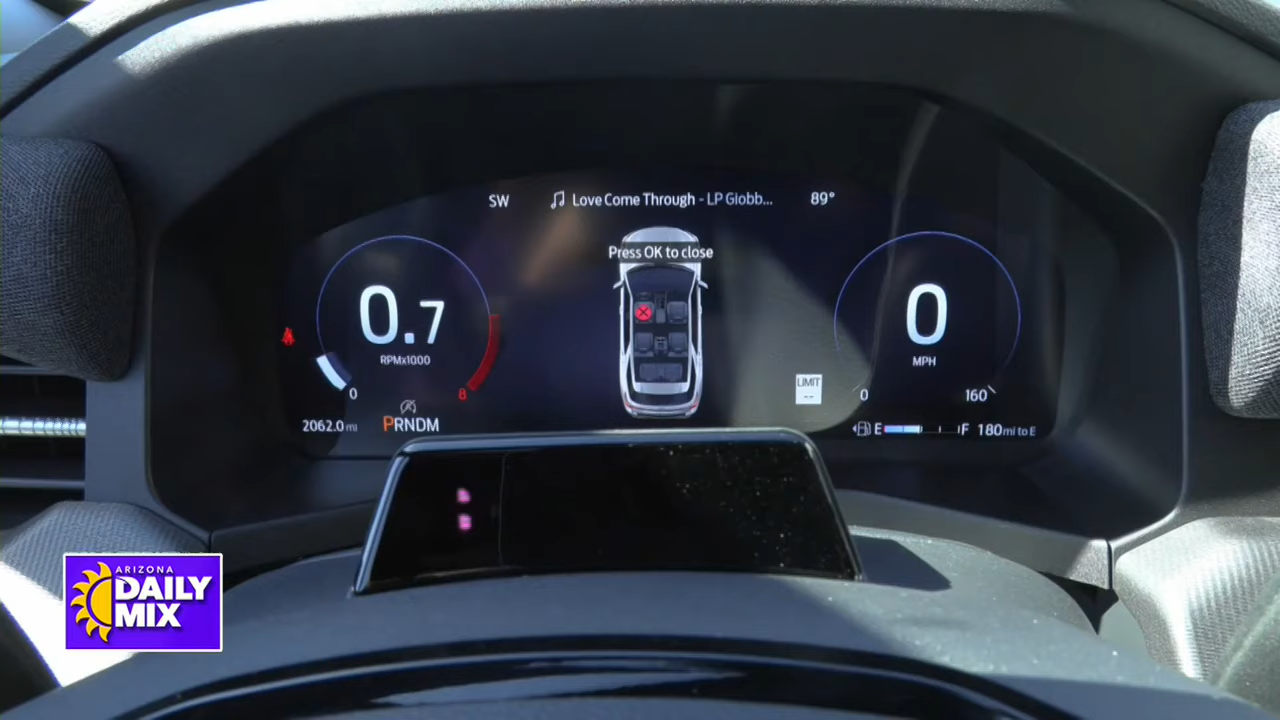 SW
Love Come Through - LP Giobb...
89°
Press OK to close
0.7
RPMx1000
0
8
2062.0 mi
PRNDM
0
MPH
LIMIT
--
0
160
E
F
180 mi to E
ARIZONA
DAILY
MIX